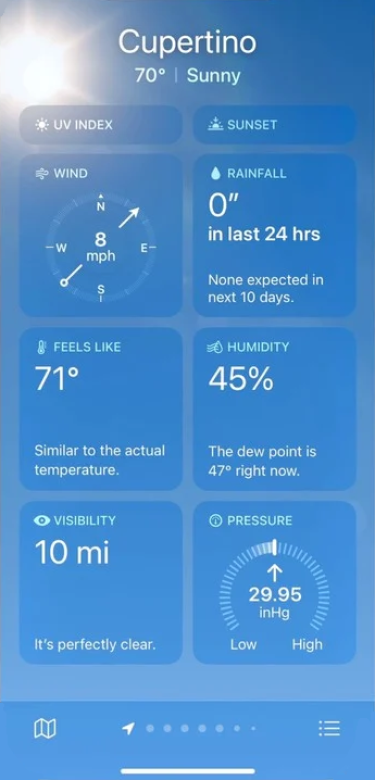 Cupertino
70° | Sunny
UV INDEX
SUNSET
WIND
N
W
E
S
8
mph
RAINFALL
0”
in last 24 hrs
None expected in
next 10 days.
FEELS LIKE
71°
Similar to the actual
temperature.
HUMIDITY
45%
The dew point is
47° right now.
VISIBILITY
10 mi
It’s perfectly clear.
PRESSURE
29.95
inHg
Low High